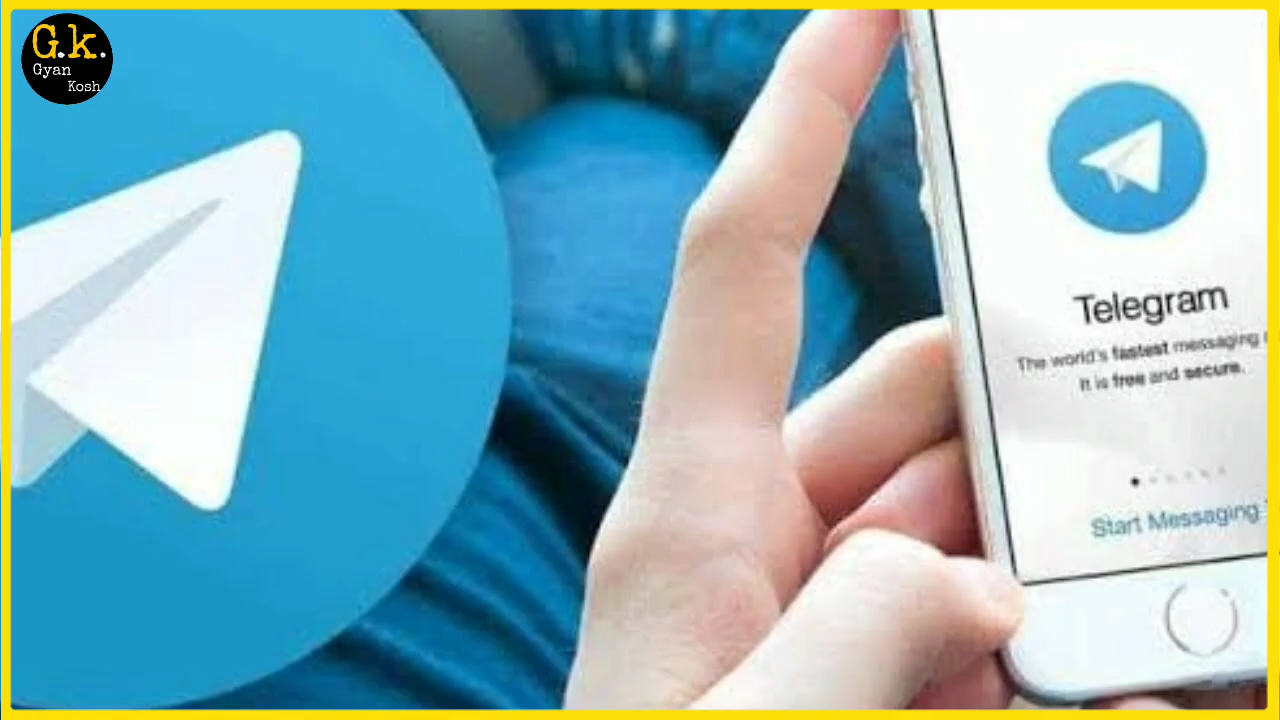 G.k.
Gyan
Kosh
Telegram
The world's fastest messaging
It is free and secure.
Start Messaging